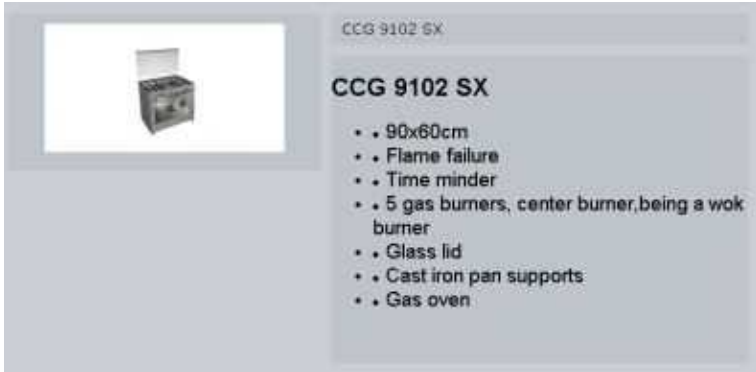 CCG 9102 SX
CCG 9102 SX
• • 90x60cm
• • Flame failure
• • Time minder
• • 5 gas burners, center burner,being a wok
burner
• • Glass lid
• • Cast iron pan supports
• • Gas oven